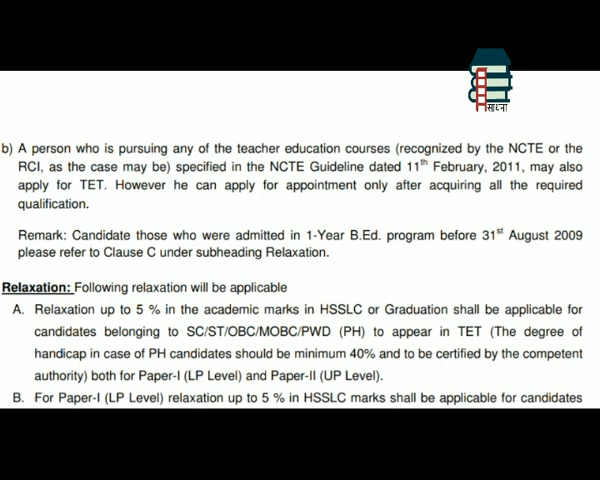 साधना
b) A person who is pursuing any of the teacher education courses (recognized by the NCTE or the
RCI, as the case may be) specified in the NCTE Guideline dated 11th February, 2011, may also
apply for TET. However he can apply for appointment only after acquiring all the required
qualification.
Remark: Candidate those who were admitted in 1-Year B.Ed. program before 31st August 2009
please refer to Clause C under subheading Relaxation.
Relaxation: Following relaxation will be applicable
A. Relaxation up to 5 % in the academic marks in HSSLC or Graduation shall be applicable for
candidates belonging to SC/ST/OBC/MOBC/PWD (PH) to appear in TET (The degree of
handicap in case of PH candidates should be minimum 40% and to be certified by the competent
authority) both for Paper-I (LP Level) and Paper-II (UP Level).
B. For Paper-I (LP Level) relaxation up to 5 % in HSSLC marks shall be applicable for candidates